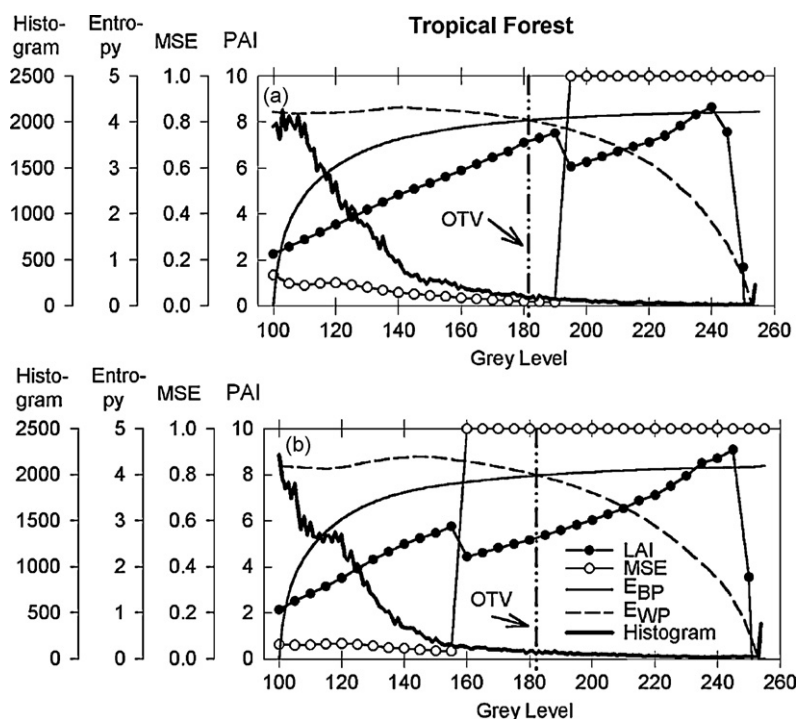 Tropical Forest
Histo-
gram
Entro-
py
MSE
PAI
2500 5 1.0 10
2000 4 0.8 8
1500 3 0.6 6
1000 2 0.4 4
500 1 0.2 2
0 0 0.0 0
(a)
OTV
100 120 140 160 180 200 220 240 260
Grey Level
Histo-
gram
Entro-
py
MSE
PAI
2500 5 1.0 10
2000 4 0.8 8
1500 3 0.6 6
1000 2 0.4 4
500 1 0.2 2
0 0 0.0 0
(b)
OTV
LAI
MSE
EBP
EWP
Histogram
100 120 140 160 180 200 220 240 260
Grey Level